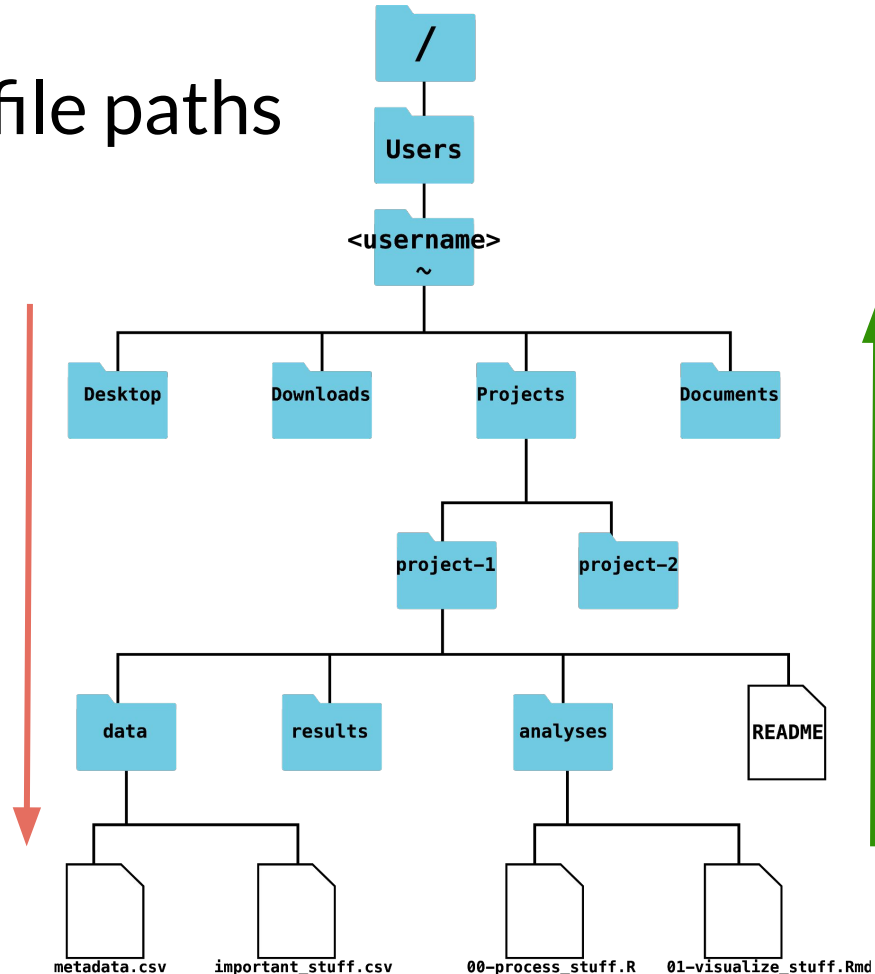 /
file paths
Users
<username>
~
Desktop
Downloads
Projects
Documents
project-1
project-2
data
results
analyses
README
metadata.csv
important_stuff.csv
00-process_stuff.R
01-visualize_stuff.Rmd